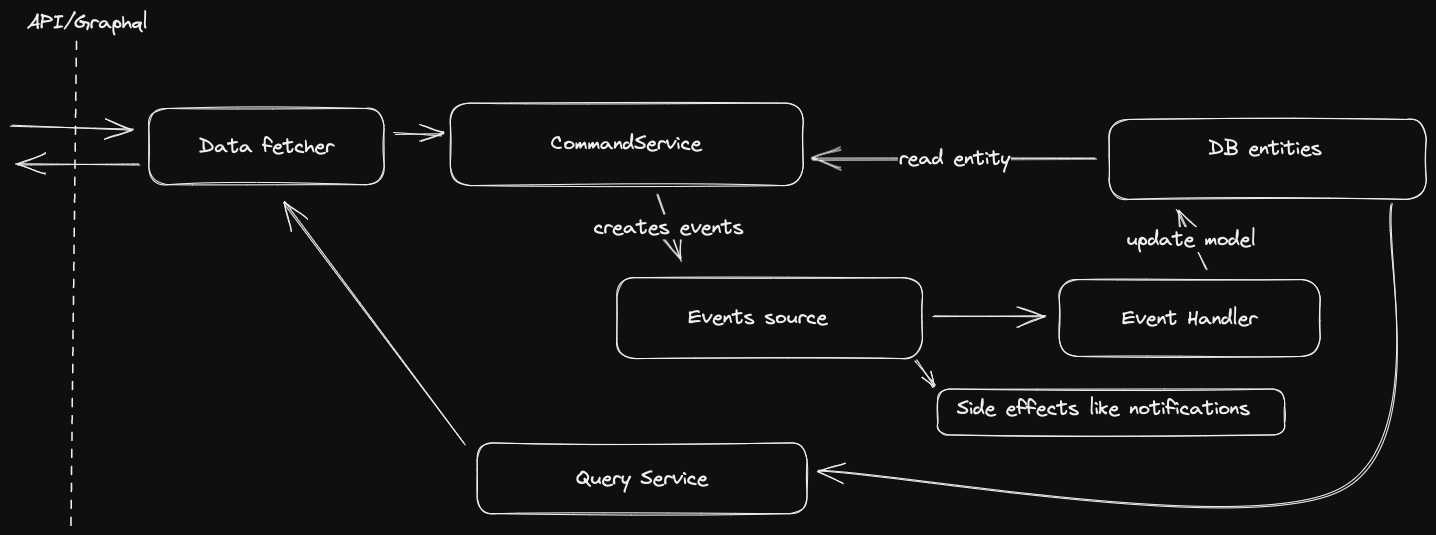 API/Graphql
Data fetcher
CommandService
read entity
DB entities
creates events
update model
Events source
Event Handler
Side effects like notifications
Query Service